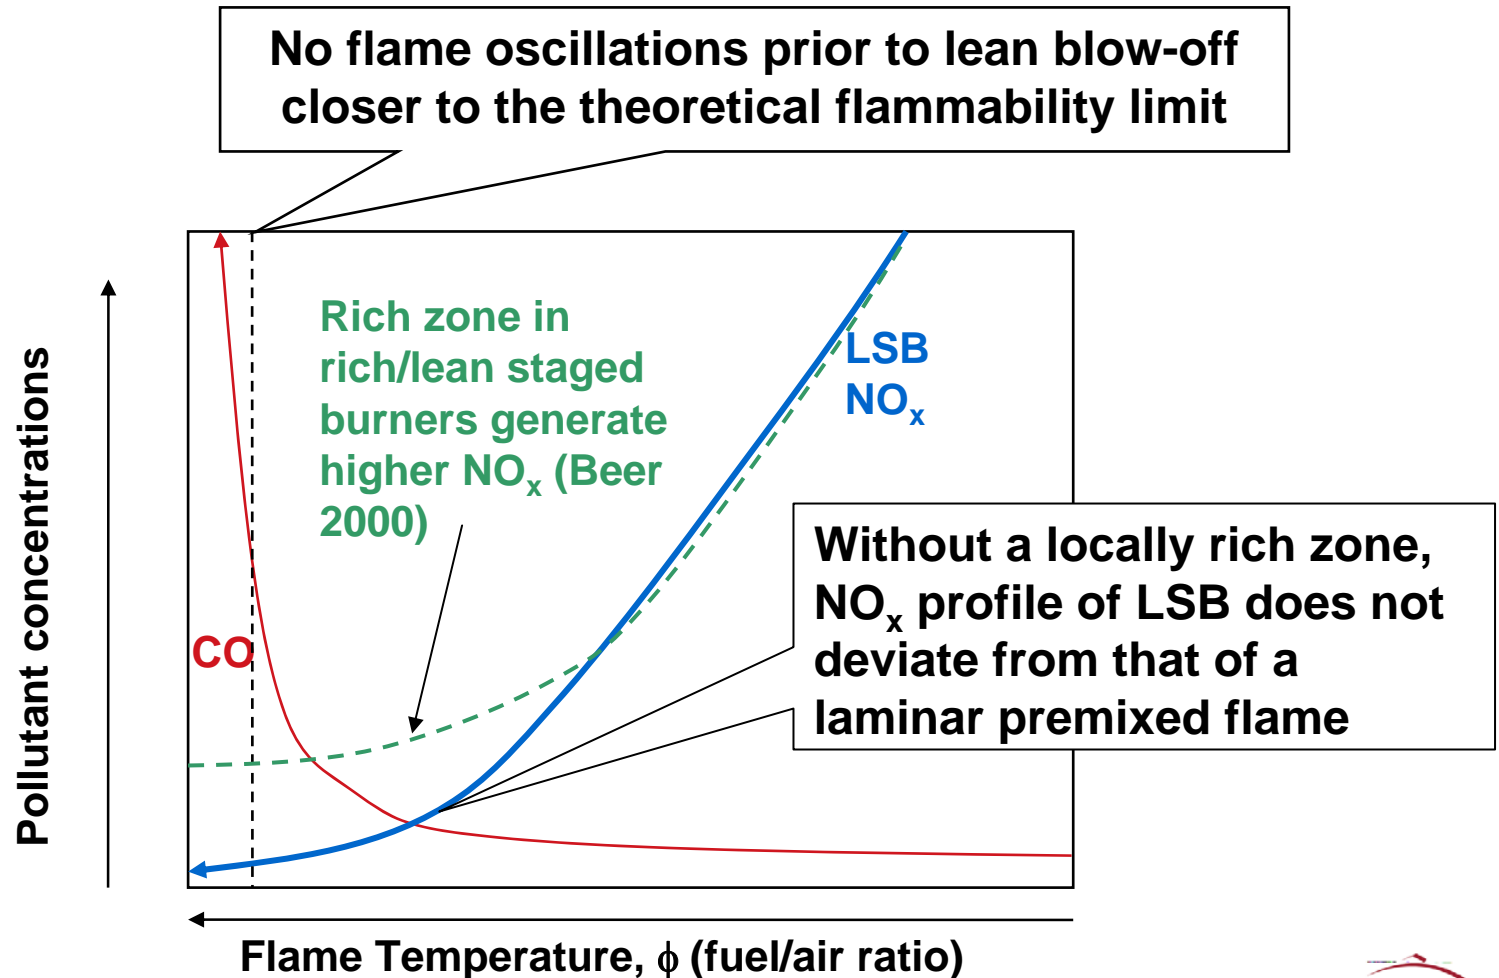 No flame oscillations prior to lean blow-off
closer to the theoretical flammability limit
Pollutant concentrations
Rich zone in
rich/lean staged
burners generate
higher NOx (Beer
2000)
LSB
NOx
CO
Without a locally rich zone,
NOx profile of LSB does not
deviate from that of a
laminar premixed flame
Flame Temperature, ϕ (fuel/air ratio)